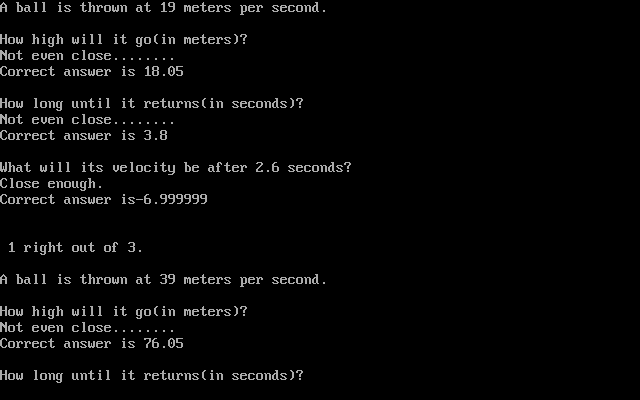 A ball is thrown at 19 meters per second.
How high will it go(in meters)?
Not even close........
Correct answer is 18.05
How long until it returns(in seconds)?
Not even close........
Correct answer is 3.8
What will its velocity be after 2.6 seconds?
Close enough.
Correct answer is-6.999999
1 right out of 3.
A ball is thrown at 39 meters per second.
How high will it go(in meters)?
Not even close........
Correct answer is 76.05
How long until it returns(in seconds)?